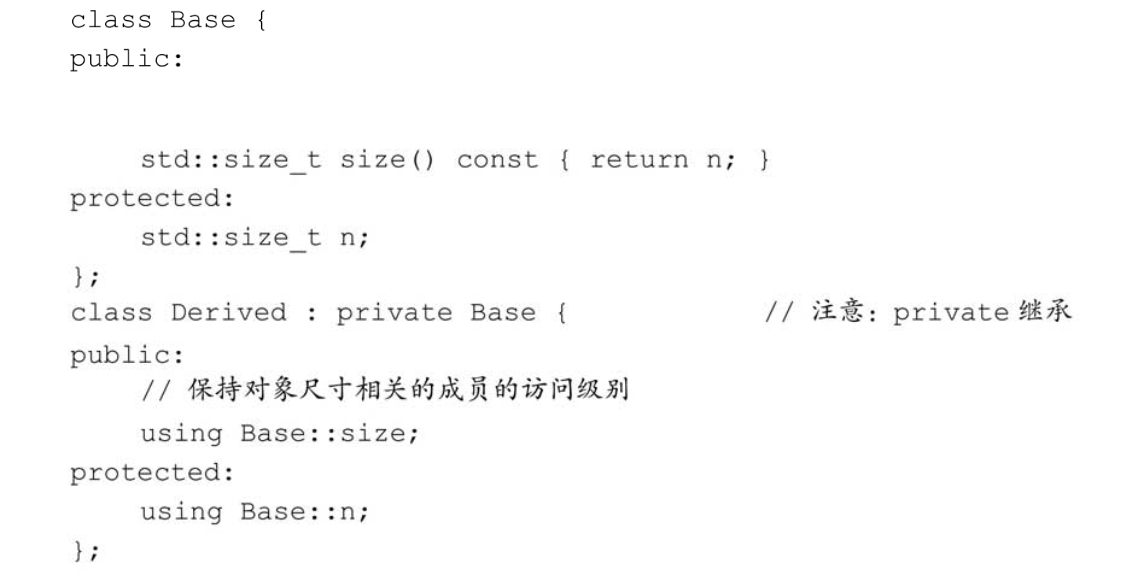 class Base {
public:
    std::size_t size() const { return n; }
protected:
    std::size_t n;
};
class Derived : private Base {          // 注意：private 继承
public:
    // 保持对象尺寸相关的成员的访问级别
    using Base::size;
protected:
    using Base::n;
};